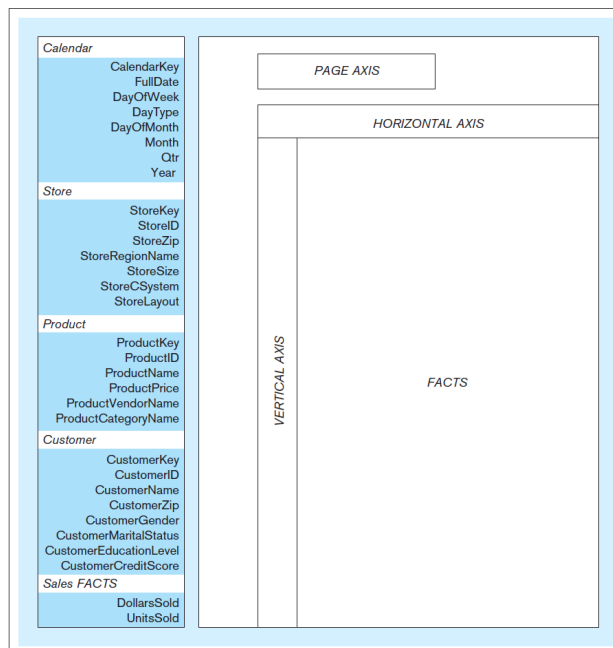 Calendar
CalendarKey
FullDate
DayOfWeek
DayType
DayOfMonth
Month
Qtr
Year
Store
StoreKey
StoreID
StoreZip
StoreRegionName
StoreSize
StoreCSystem
StoreLayout
Product
ProductKey
ProductID
ProductName
ProductPrice
ProductVendorName
ProductCategoryName
Customer
CustomerKey
CustomerID
CustomerName
CustomerZip
CustomerGender
CustomerMaritalStatus
CustomerEducationLevel
CustomerCreditScore
Sales FACTS
DollarsSold
UnitsSold
PAGE AXIS
HORIZONTAL AXIS
VERTICAL AXIS
FACTS